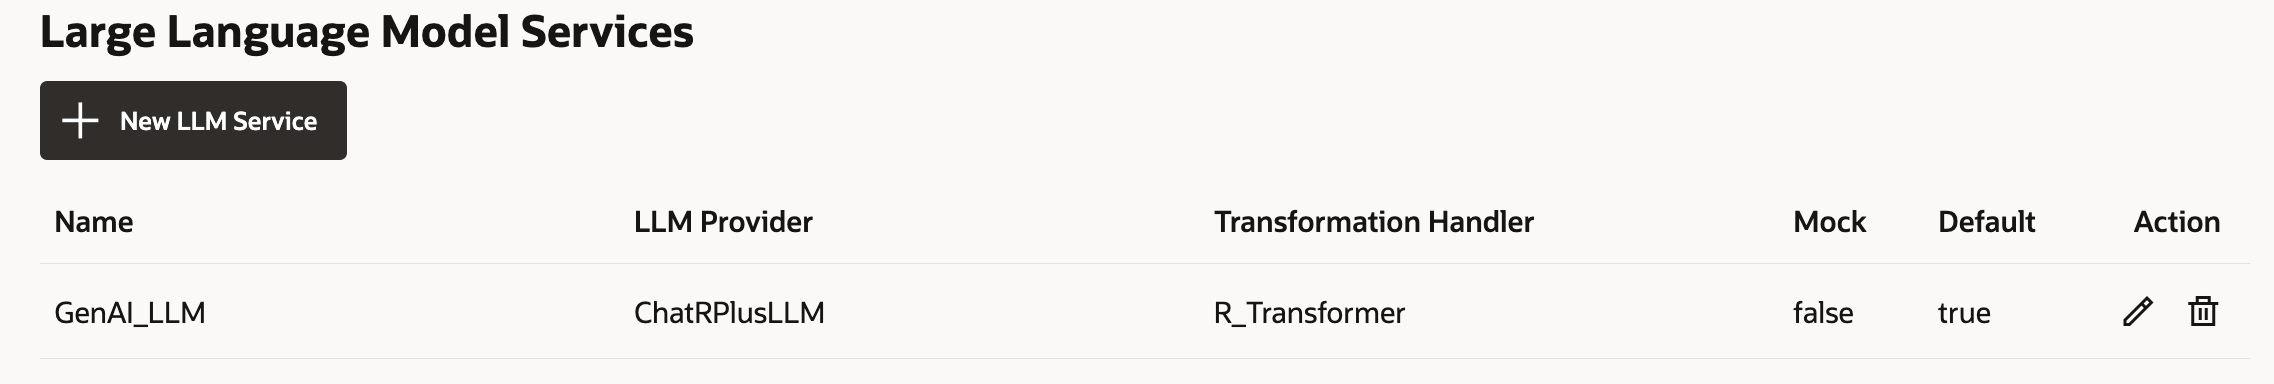 Large Language Model Services
New LLM Service
Name LLM Provider Transformation Handler Mock Default Action
GenAI_LLM ChatRPlusLLM R_Transformer false true